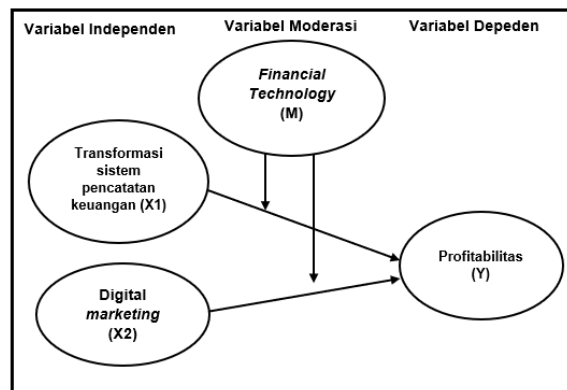 Variabel Independen
Variabel Moderasi
Variabel Depeden
Financial
Technology
(M)
Transformasi
sistem
pencatatan
keuangan (X1)
Profitabilitas
(Y)
Digital
marketing
(X2)